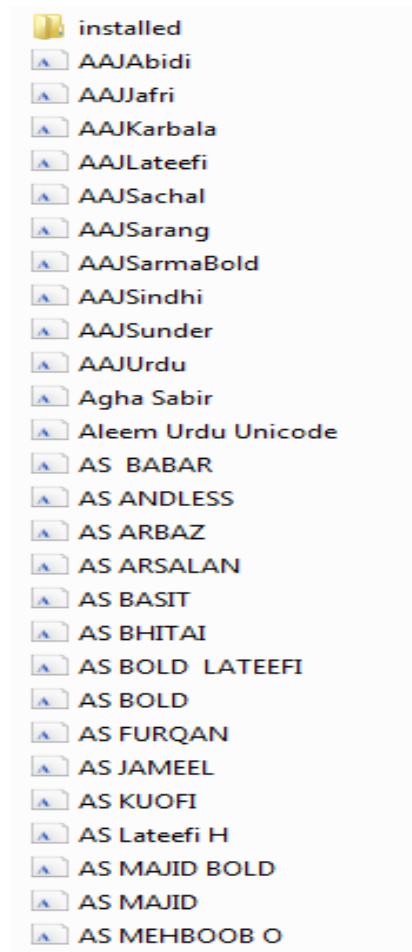 installed
AAJAbidi
AAJJafri
AAJKarbala
AAJLateefi
AAJSachal
AAJSarang
AAJSarmaBold
AAJSindhi
AAJSunder
AAJUrdu
Agha Sabir
Aleem Urdu Unicode
AS  BABAR
AS ANDLESS
AS ARBAZ
AS ARSALAN
AS BASIT
AS BHITAI
AS BOLD  LATEEFI
AS BOLD
AS FURQAN
AS JAMEEL
AS KUOFI
AS Lateefi H
AS MAJID BOLD
AS MAJID
AS MEHBOOB O